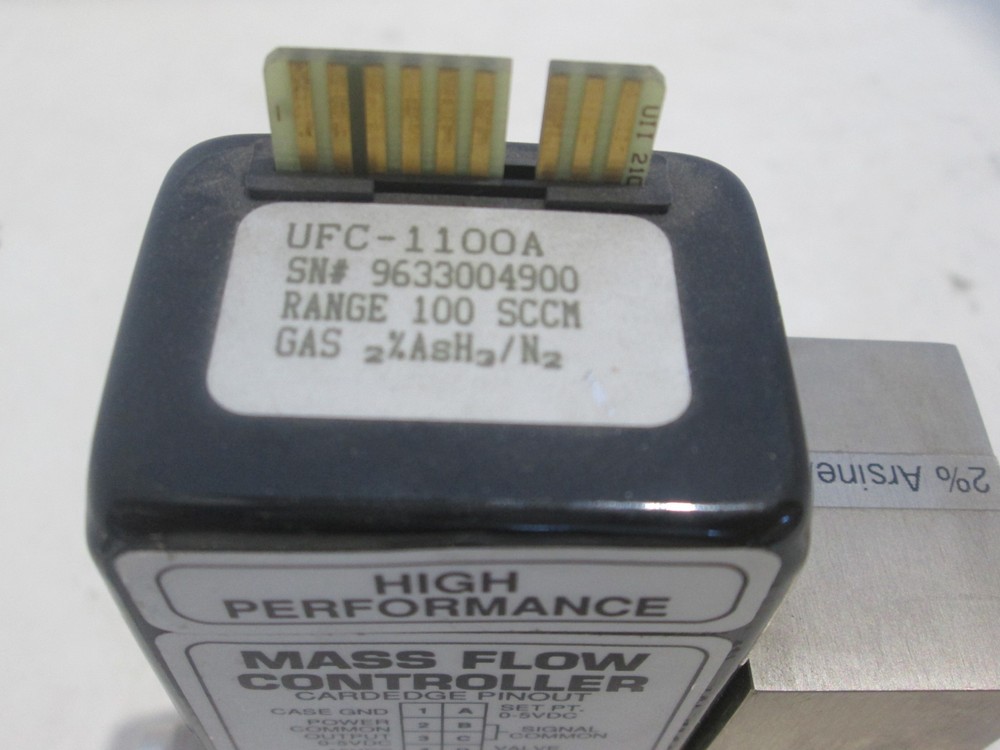 UFC-1100A
SN# 9633004900
RANGE 100 SCCM
GAS ₂%AsH₃/N₂
2% Arsine
HIGH
PERFORMANCE
MASS FLOW
CONTROLLER
CARDEDGE PINOUT
CASE GND 1 A SET PT.
0-5VDC
POWER
COMMON 2 B SIGNAL
COMMON
OUTPUT
0-5VDC 3 C
VALVE